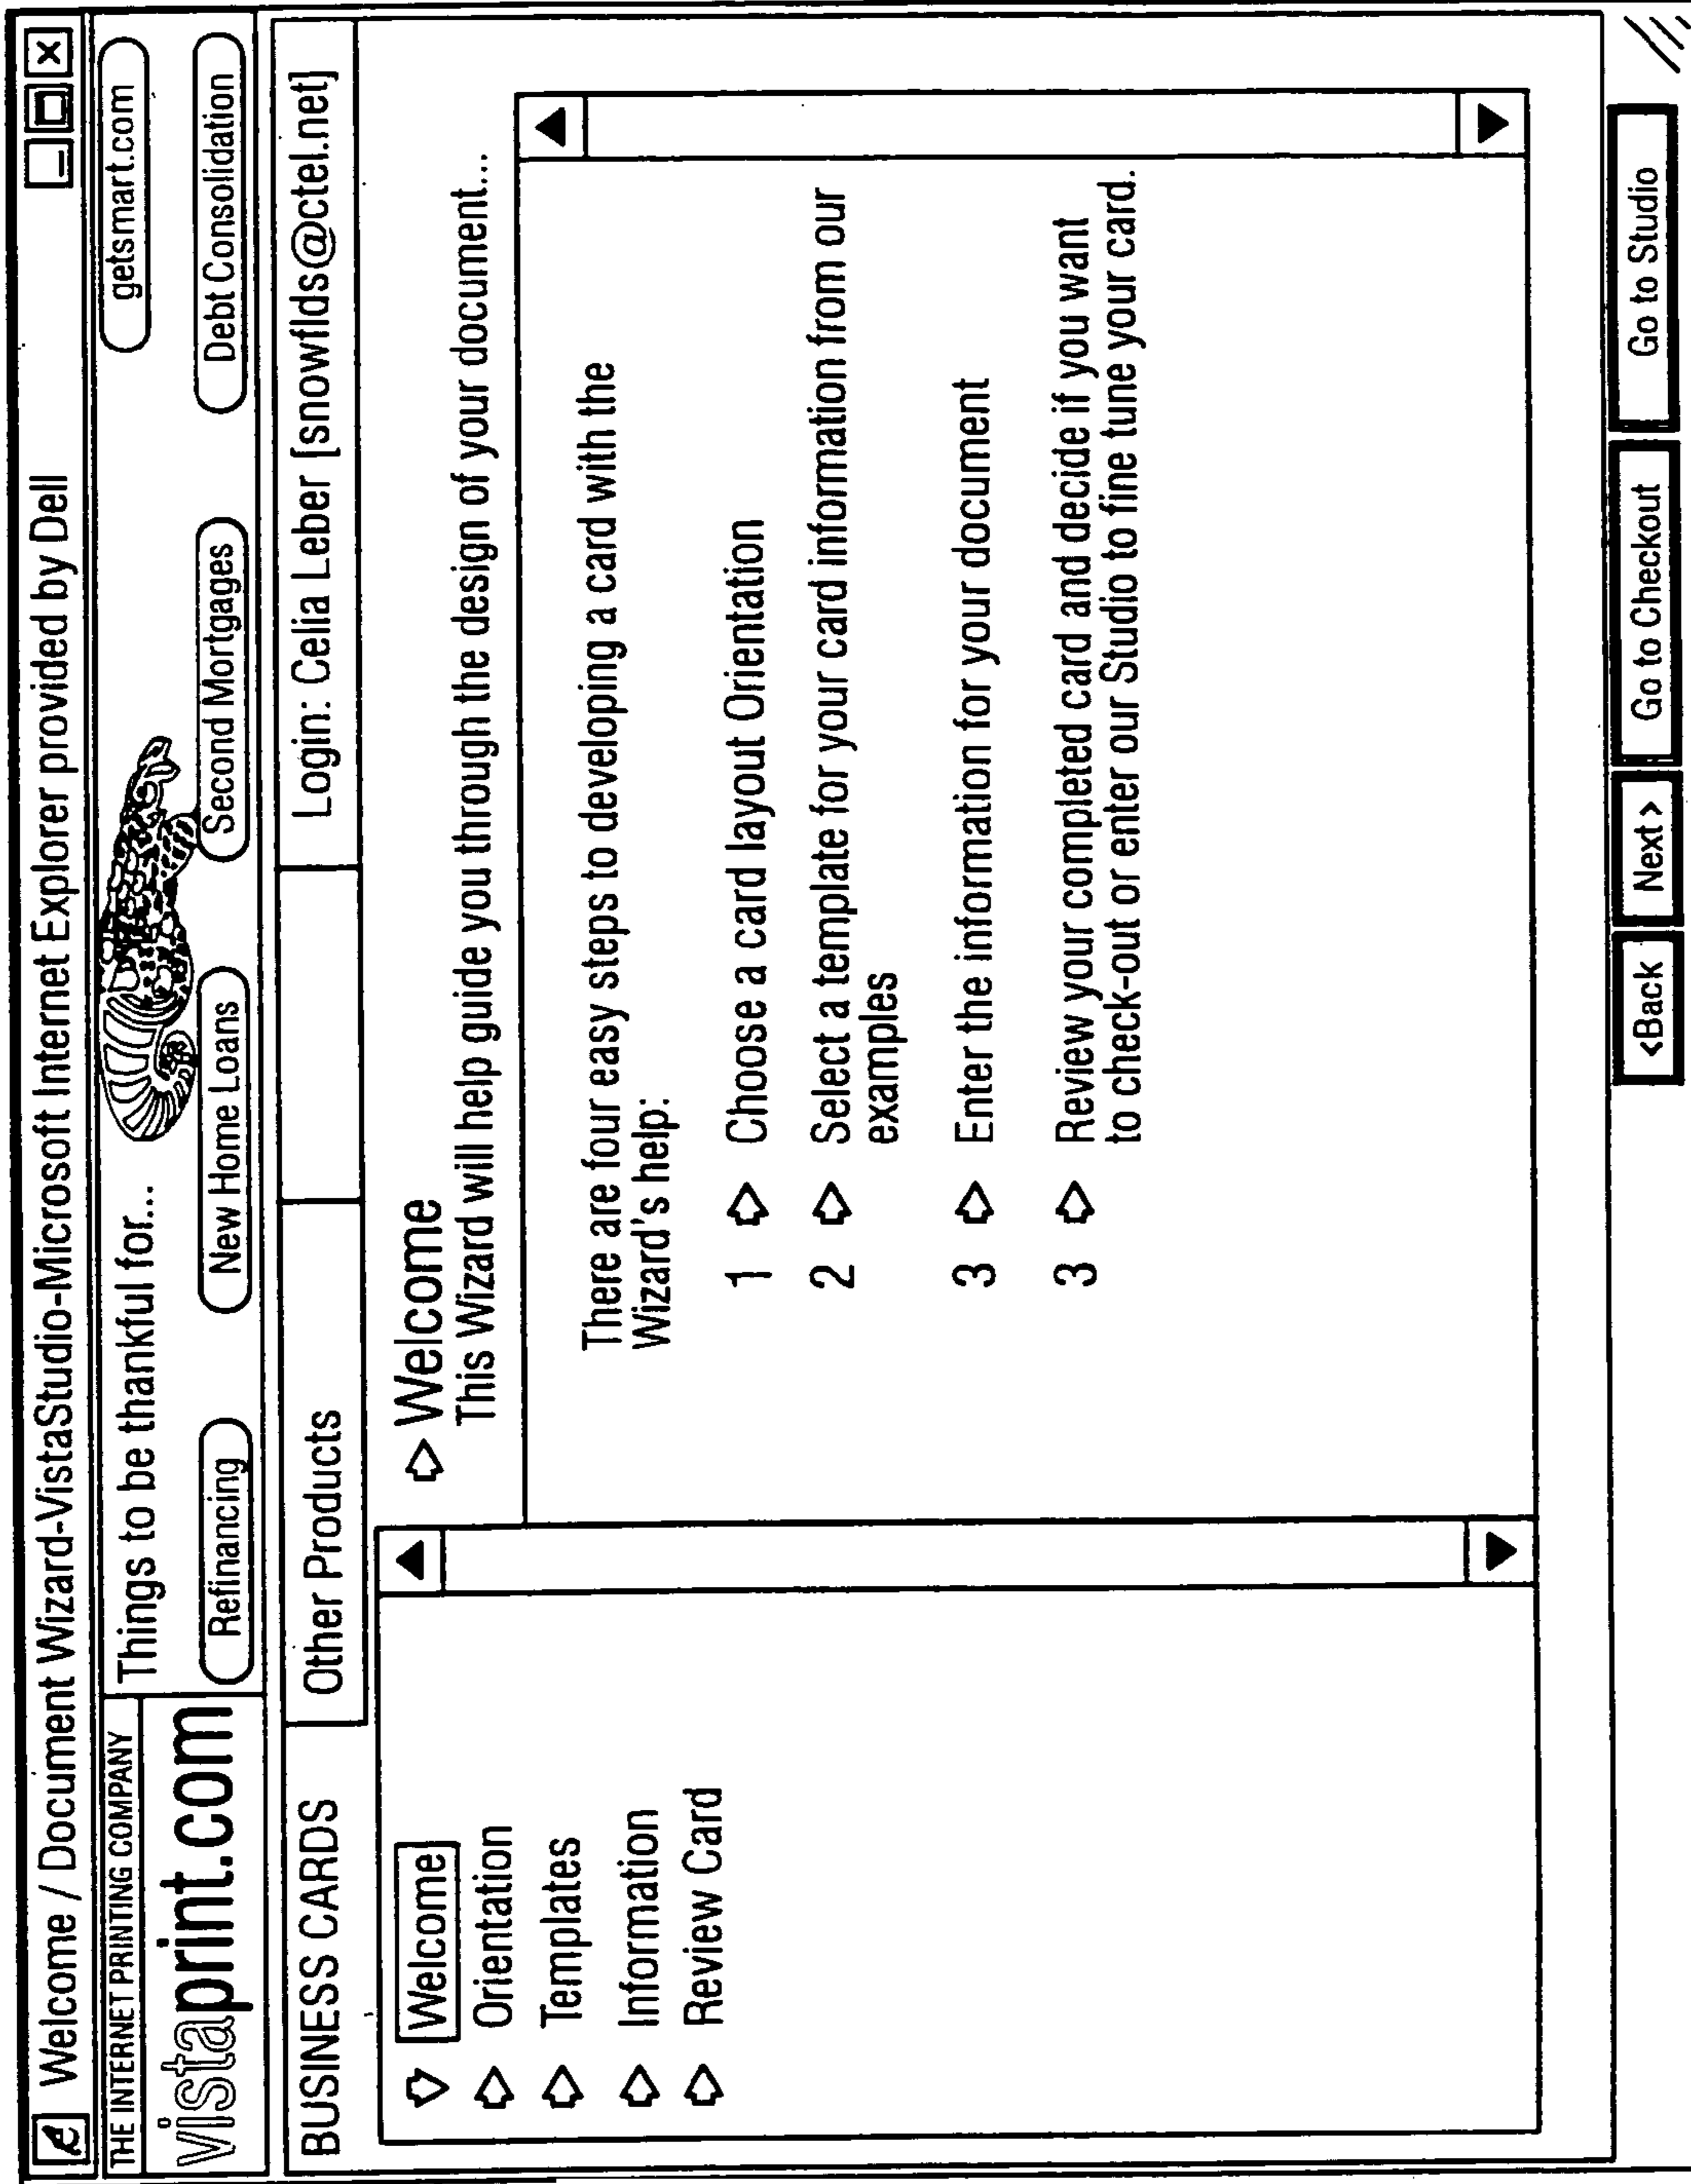 Welcome / Document Wizard-VistaStudio-Microsoft Internet Explorer provided by Dell
THE INTERNET PRINTING COMPANY
vistaprint.com
Things to be thankful for...
getsmart.com
Refinancing
New Home Loans
Second Mortgages
Debt Consolidation
BUSINESS CARDS
Other Products
Login: Celia Leber [snowflds@ctel.net]
Welcome
Orientation
Templates
Information
Review Card
Welcome
This Wizard will help guide you through the design of your document...
There are four easy steps to developing a card with the
Wizard's help:
1 Choose a card layout Orientation
2 Select a template for your card information from our
examples
3 Enter the information for your document
3 Review your completed card and decide if you want
to check-out or enter our Studio to fine tune your card.
<Back
Next>
Go to Checkout
Go to Studio